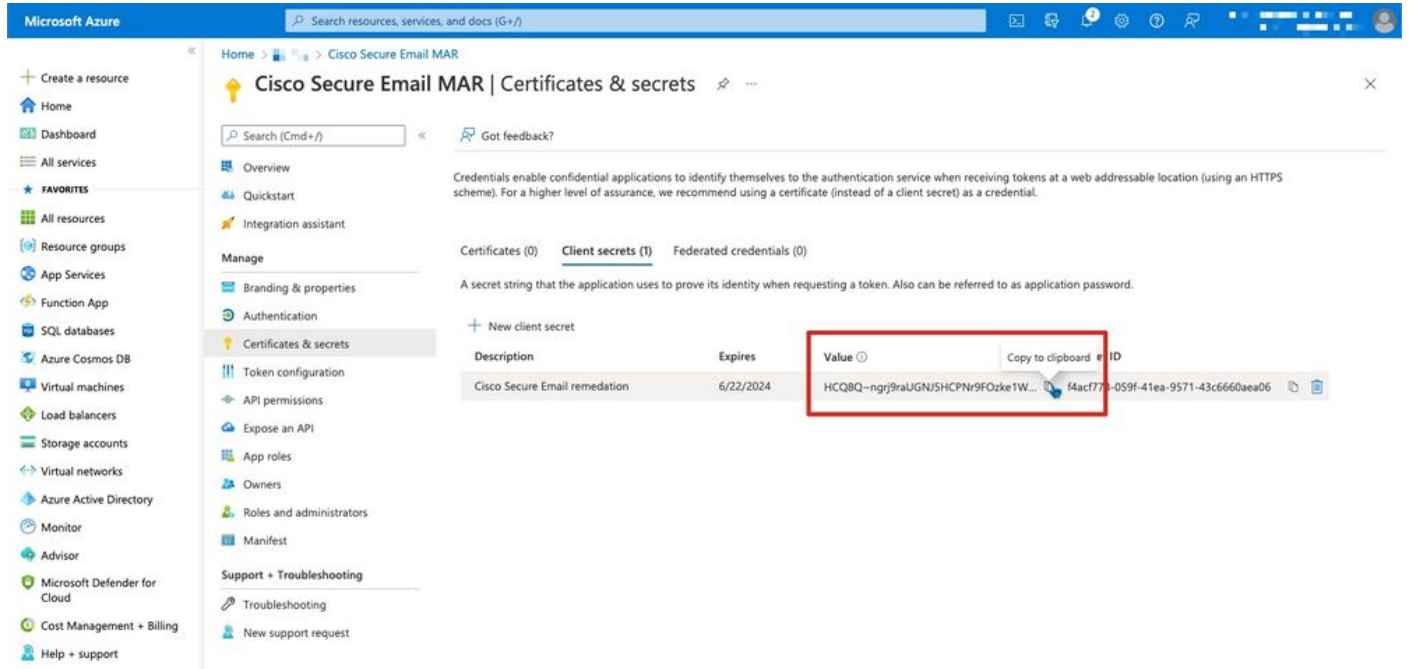 Microsoft Azure
Search resources, services, and docs (G+/)
2
Create a resource
Home
Dashboard
All services
FAVORITES
All resources
Resource groups
App Services
Function App
SQL databases
Azure Cosmos DB
Virtual machines
Load balancers
Storage accounts
Virtual networks
Azure Active Directory
Monitor
Advisor
Microsoft Defender for
Cloud
Cost Management + Billing
Help + support
Home > > Cisco Secure Email MAR
Cisco Secure Email MAR | Certificates & secrets
Search (Cmd+/)
Overview
Quickstart
Integration assistant
Manage
Branding & properties
Authentication
Certificates & secrets
Token configuration
API permissions
Expose an API
App roles
Owners
Roles and administrators
Manifest
Support + Troubleshooting
Troubleshooting
New support request
Got feedback?
Credentials enable confidential applications to identify themselves to the authentication service when receiving tokens at a web addressable location (using an HTTPS
scheme). For a higher level of assurance, we recommend using a certificate (instead of a client secret) as a credential.
Certificates (0) Client secrets (1) Federated credentials (0)
A secret string that the application uses to prove its identity when requesting a token. Also can be referred to as application password.
New client secret
Description Expires Value Copy to clipboard ID
Cisco Secure Email remedation 6/22/2024 HCQ8Q~ngrj9raUGNJ5HCPNr9FOzke1W...